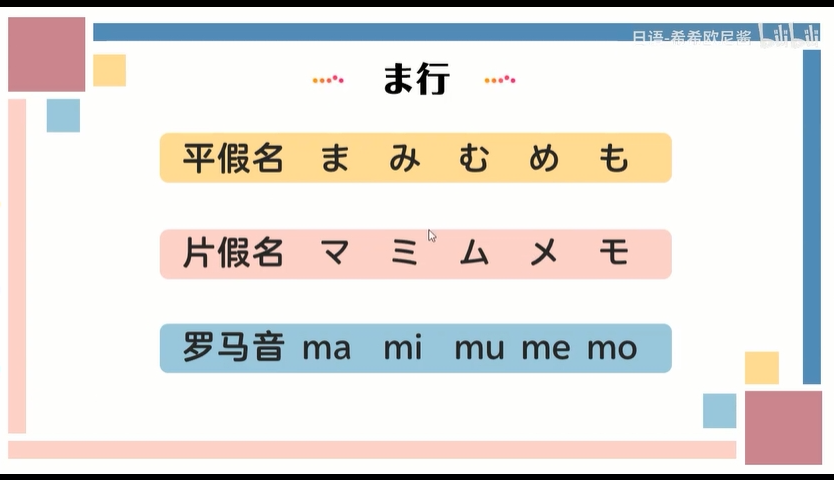 日语-希希欧尼酱 bilibili
ま行
平假名 ま み む め も
片假名 マ ミ ム メ モ
罗马音 ma mi mu me mo